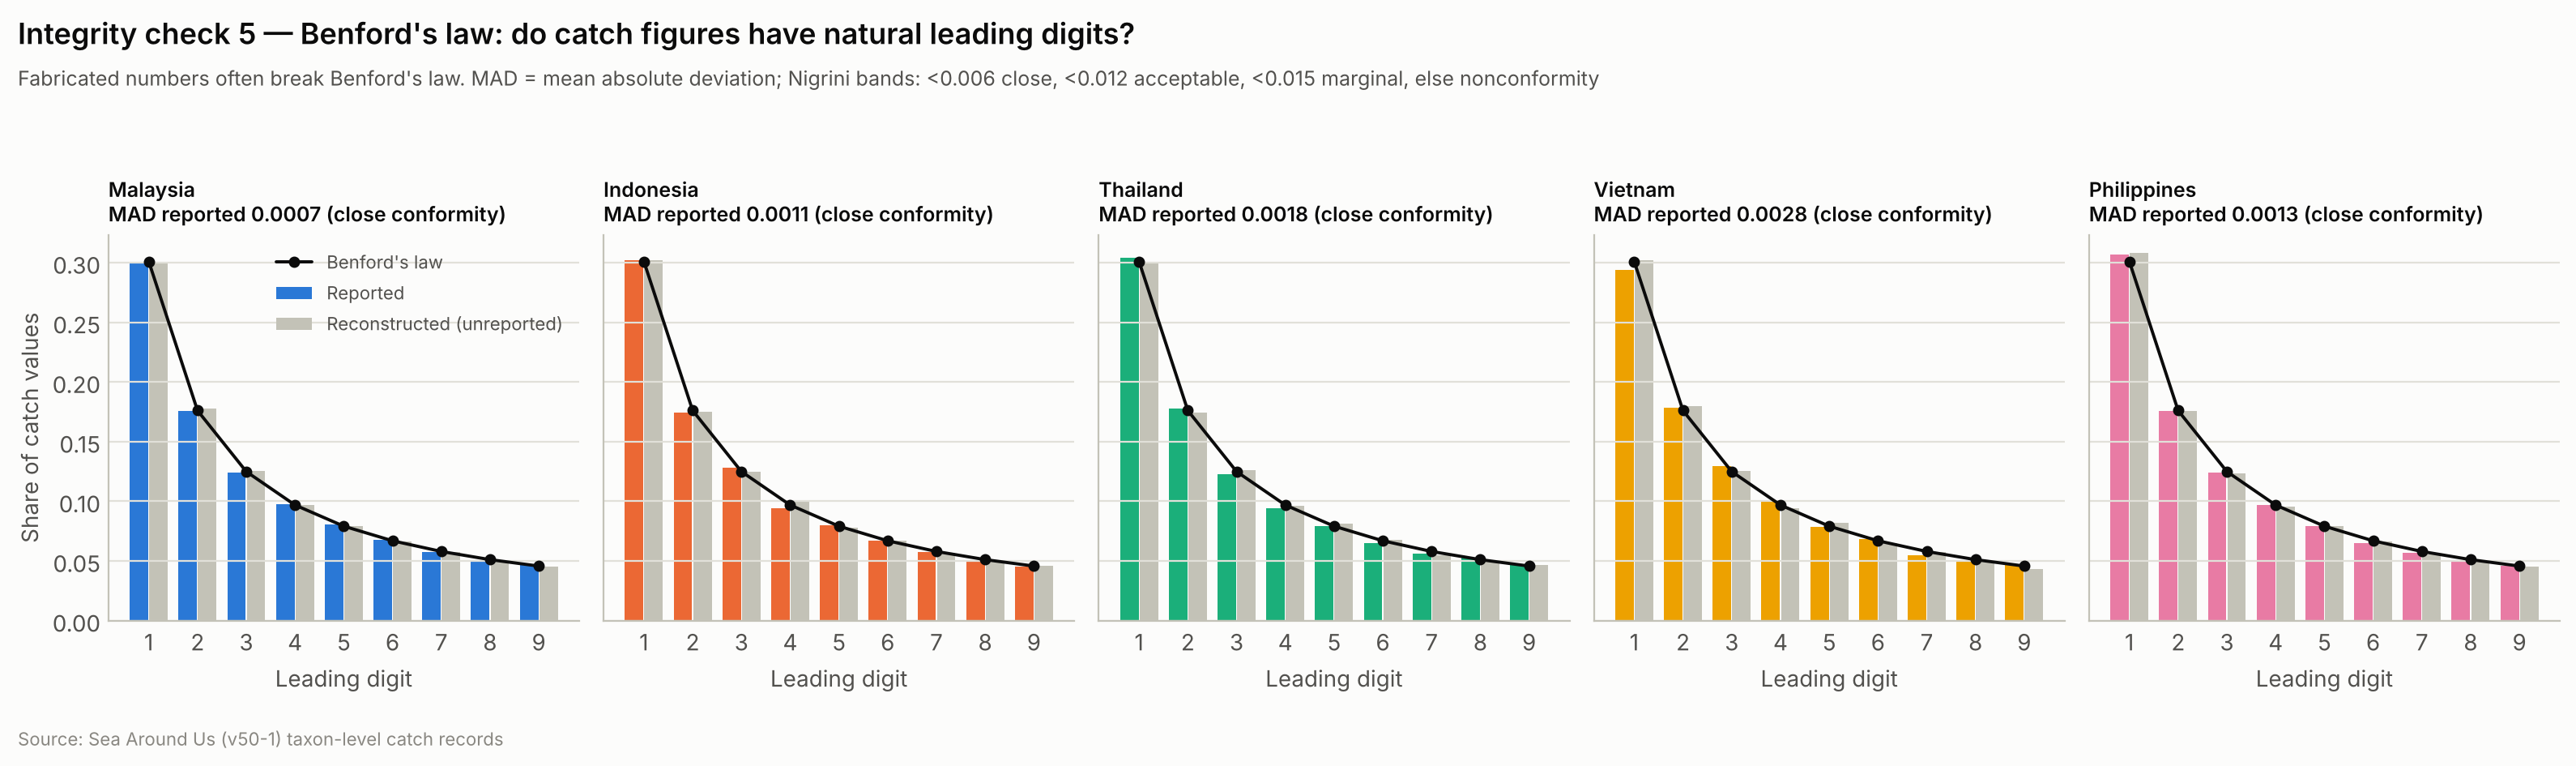 Integrity check 5 — Benford's law: do catch figures have natural leading digits?
Fabricated numbers often break Benford's law. MAD = mean absolute deviation; Nigrini bands: <0.006 close, <0.012 acceptable, <0.015 marginal, else nonconformity
Malaysia
MAD reported 0.0007 (close conformity)
Indonesia
MAD reported 0.0011 (close conformity)
Thailand
MAD reported 0.0018 (close conformity)
Vietnam
MAD reported 0.0028 (close conformity)
Philippines
MAD reported 0.0013 (close conformity)
Benford's law
Reported
Reconstructed (unreported)
Share of catch values
0.30
0.25
0.20
0.15
0.10
0.05
0.00
1 2 3 4 5 6 7 8 9
Leading digit
1 2 3 4 5 6 7 8 9
Leading digit
1 2 3 4 5 6 7 8 9
Leading digit
1 2 3 4 5 6 7 8 9
Leading digit
1 2 3 4 5 6 7 8 9
Leading digit
Source: Sea Around Us (v50-1) taxon-level catch records